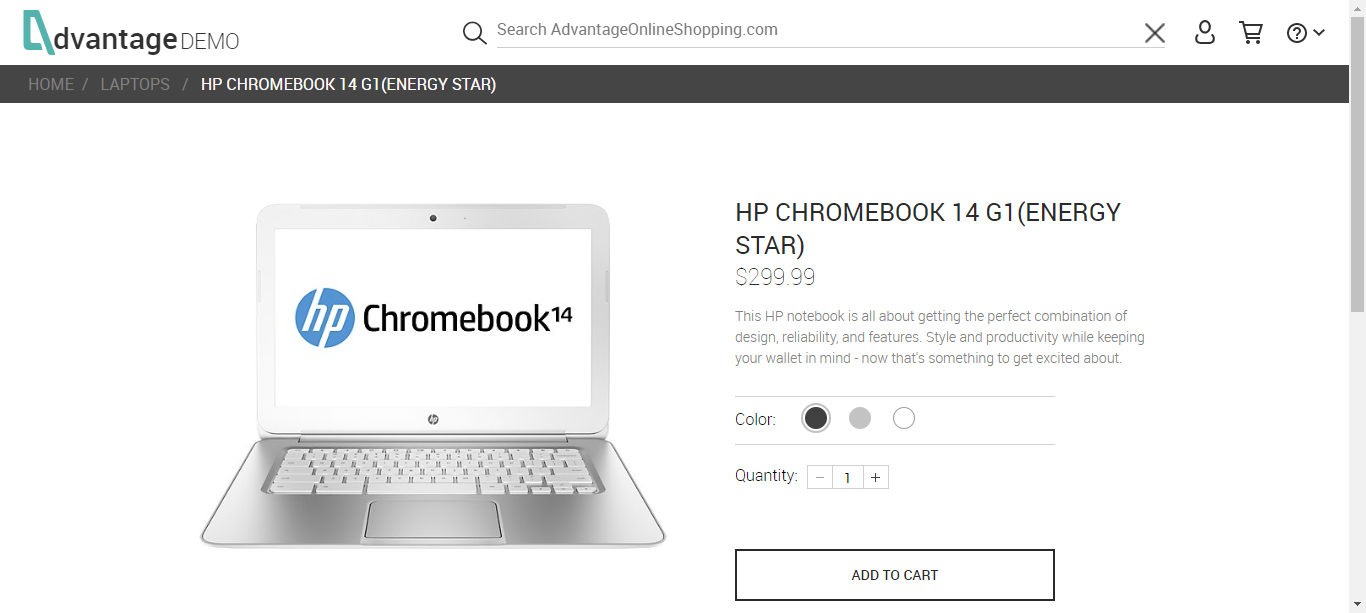 Advantage DEMO
Search AdvantageOnlineShopping.com
HOME / LAPTOPS / HP CHROMEBOOK 14 G1(ENERGY STAR)
hp Chromebook14
hp
HP CHROMEBOOK 14 G1(ENERGY
STAR)
$299.99
This HP notebook is all about getting the perfect combination of
design, reliability, and features. Style and productivity while keeping
your wallet in mind - now that's something to get excited about.
Color:
Quantity: − 1 +
ADD TO CART